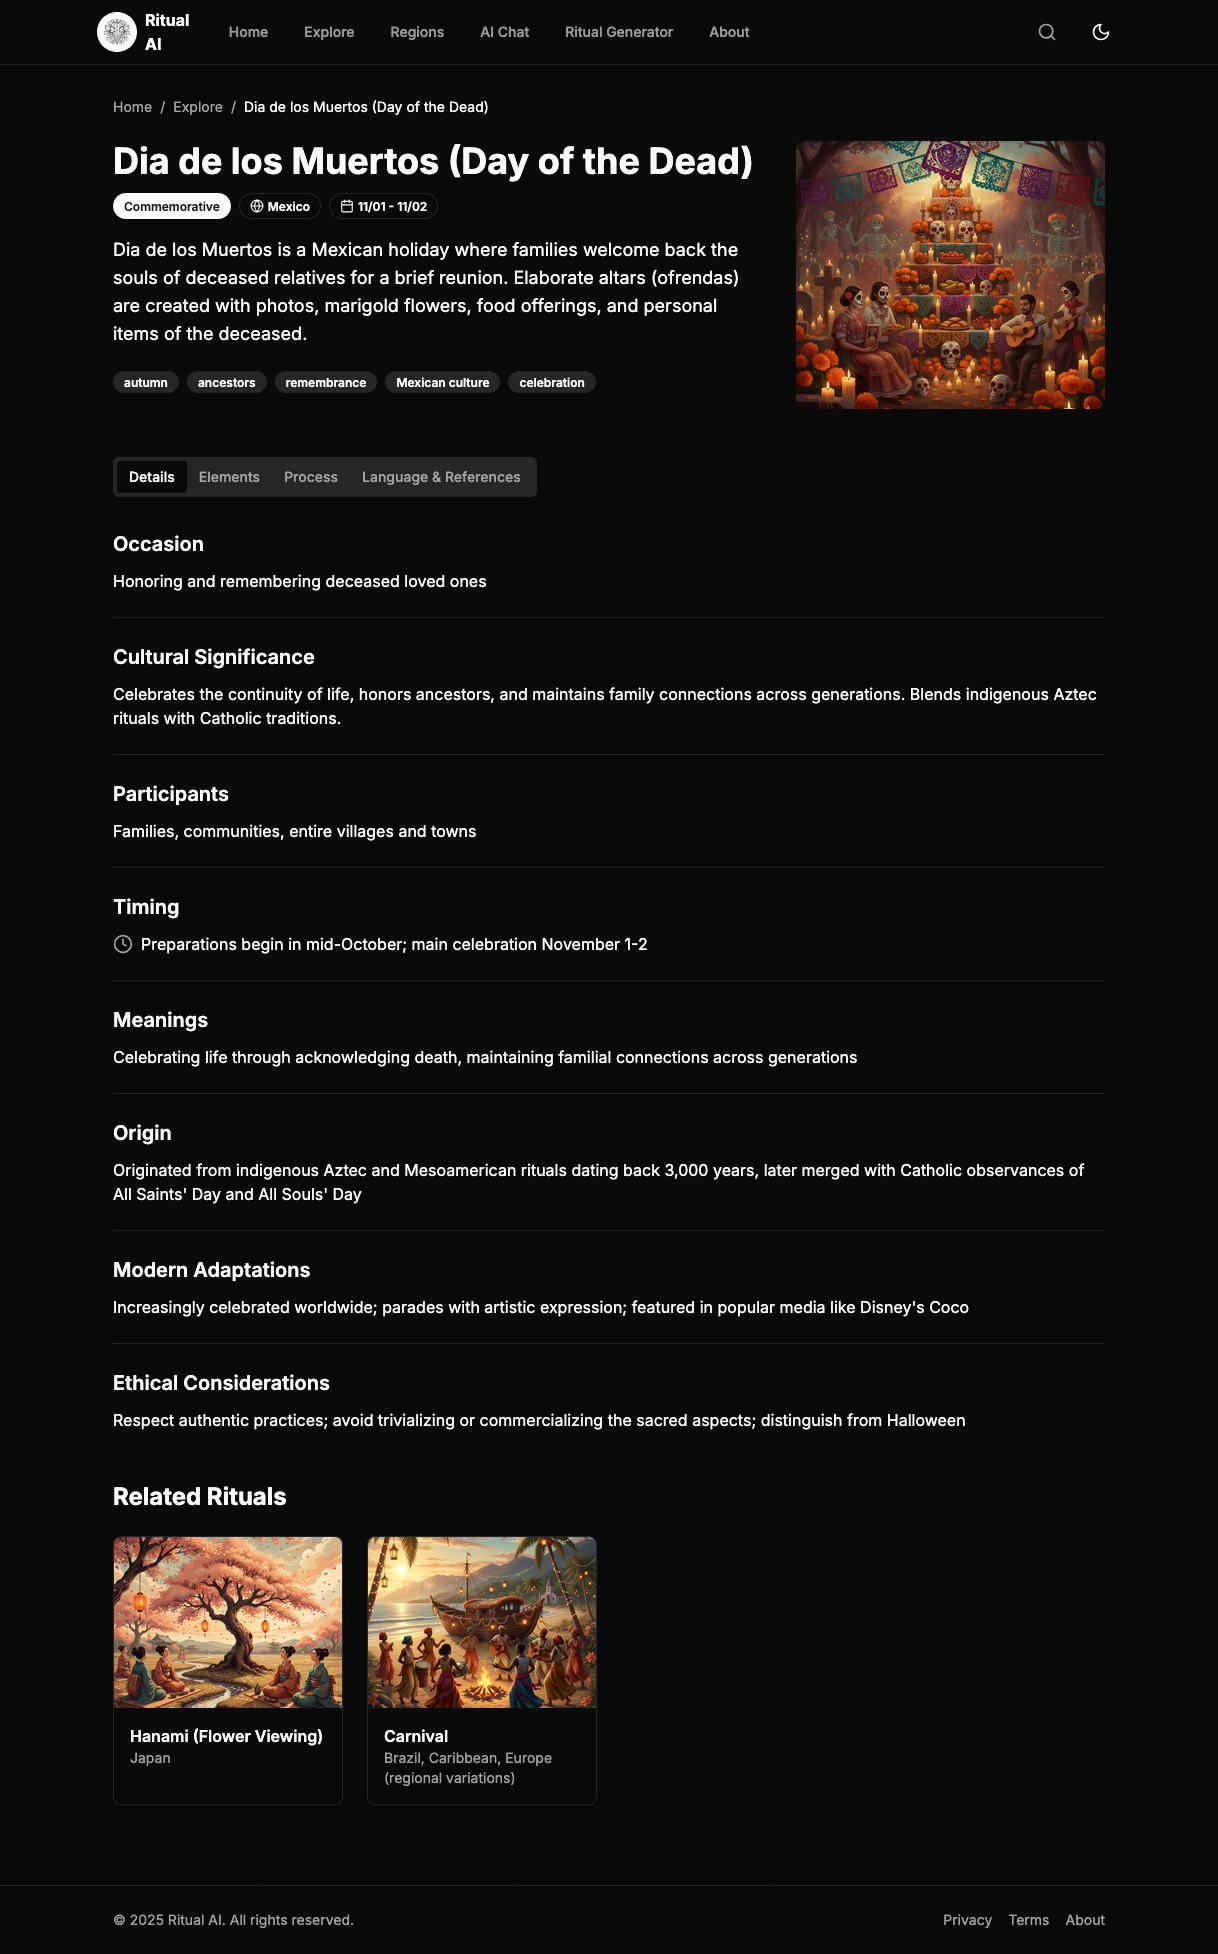 Ritual
AI
Home
Explore
Regions
AI Chat
Ritual Generator
About
Home / Explore / Dia de los Muertos (Day of the Dead)
Dia de los Muertos (Day of the Dead)
Commemorative
Mexico
11/01 - 11/02
Dia de los Muertos is a Mexican holiday where families welcome back the
souls of deceased relatives for a brief reunion. Elaborate altars (ofrendas)
are created with photos, marigold flowers, food offerings, and personal
items of the deceased.
autumn
ancestors
remembrance
Mexican culture
celebration
Details
Elements
Process
Language & References
Occasion
Honoring and remembering deceased loved ones
Cultural Significance
Celebrates the continuity of life, honors ancestors, and maintains family connections across generations. Blends indigenous Aztec
rituals with Catholic traditions.
Participants
Families, communities, entire villages and towns
Timing
Preparations begin in mid-October; main celebration November 1-2
Meanings
Celebrating life through acknowledging death, maintaining familial connections across generations
Origin
Originated from indigenous Aztec and Mesoamerican rituals dating back 3,000 years, later merged with Catholic observances of
All Saints' Day and All Souls' Day
Modern Adaptations
Increasingly celebrated worldwide; parades with artistic expression; featured in popular media like Disney's Coco
Ethical Considerations
Respect authentic practices; avoid trivializing or commercializing the sacred aspects; distinguish from Halloween
Related Rituals
Hanami (Flower Viewing)
Japan
Carnival
Brazil, Caribbean, Europe
(regional variations)
© 2025 Ritual AI. All rights reserved.
Privacy
Terms
About